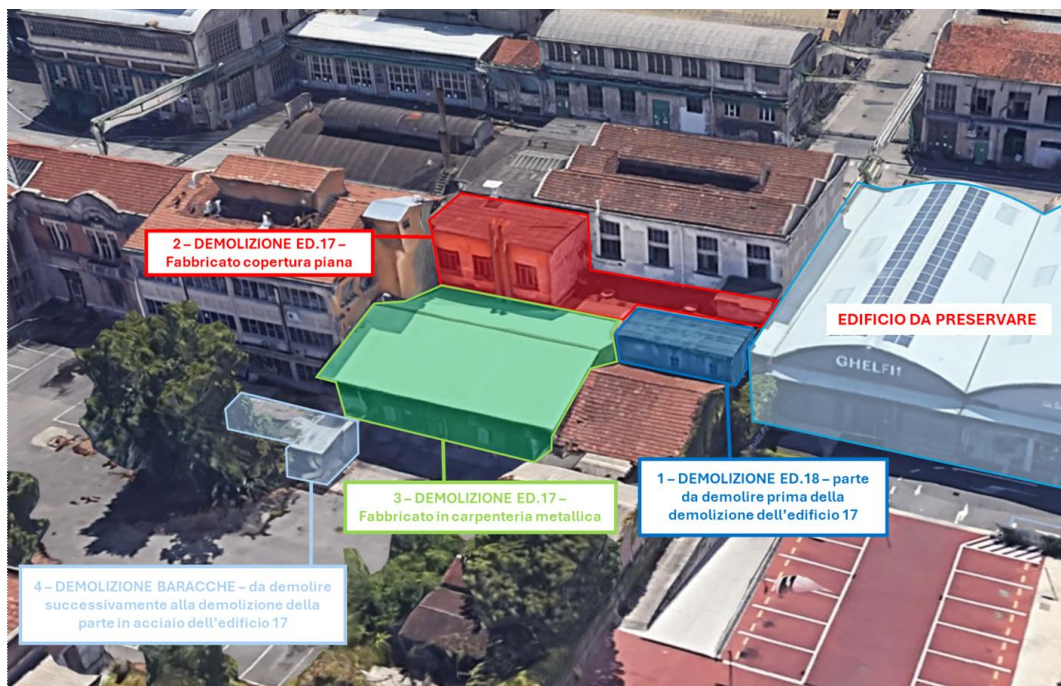 2 – DEMOLIZIONE ED.17 –
Fabbricato copertura piana
EDIFICIO DA PRESERVARE
GHELFI
3 – DEMOLIZIONE ED.17 –
Fabbricato in carpenteria metallica
1 – DEMOLIZIONE ED.18 – parte
da demolire prima della
demolizione dell'edificio 17
4 – DEMOLIZIONE BARACCHE – da demolire
successivamente alla demolizione della
parte in acciaio dell'edificio 17